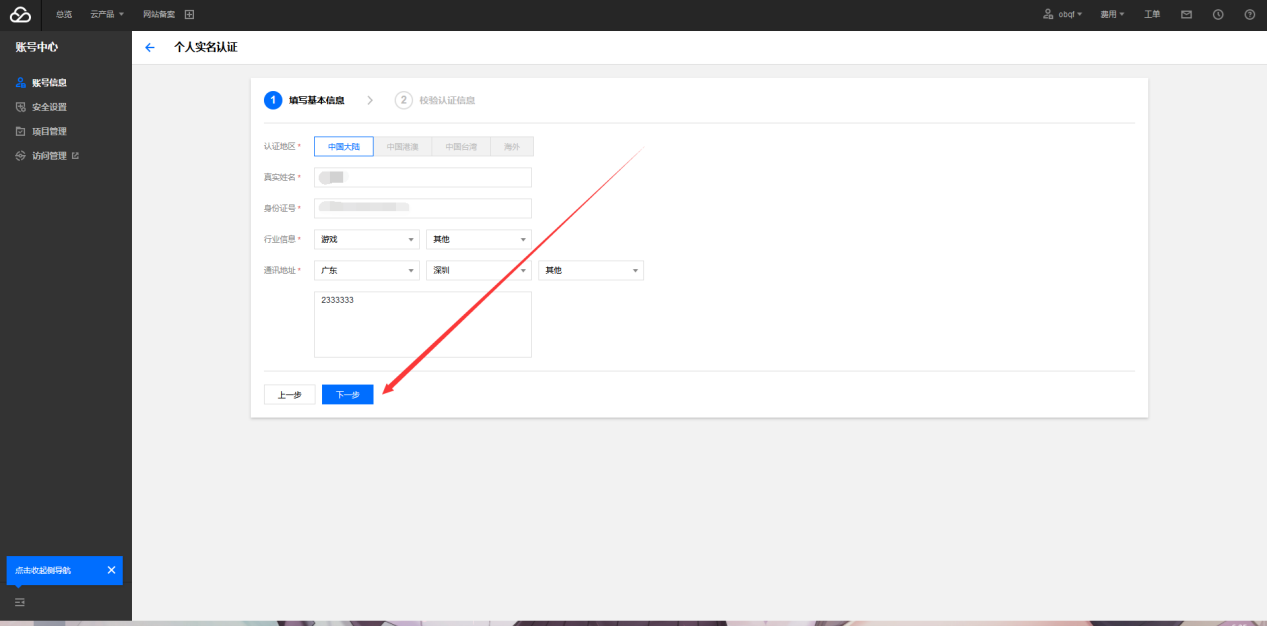 总览 云产品 网站备案 obqf 费用 工单
账号中心
个人实名认证
账号信息
安全设置
项目管理
访问管理
1 填写基本信息 2 校验认证信息
认证地区* 中国大陆 中国港澳 中国台湾 海外
真实姓名*
身份证号*
行业信息* 游戏 其他
通讯地址* 广东 深圳 其他
2333333
上一步 下一步
点击收起侧导航